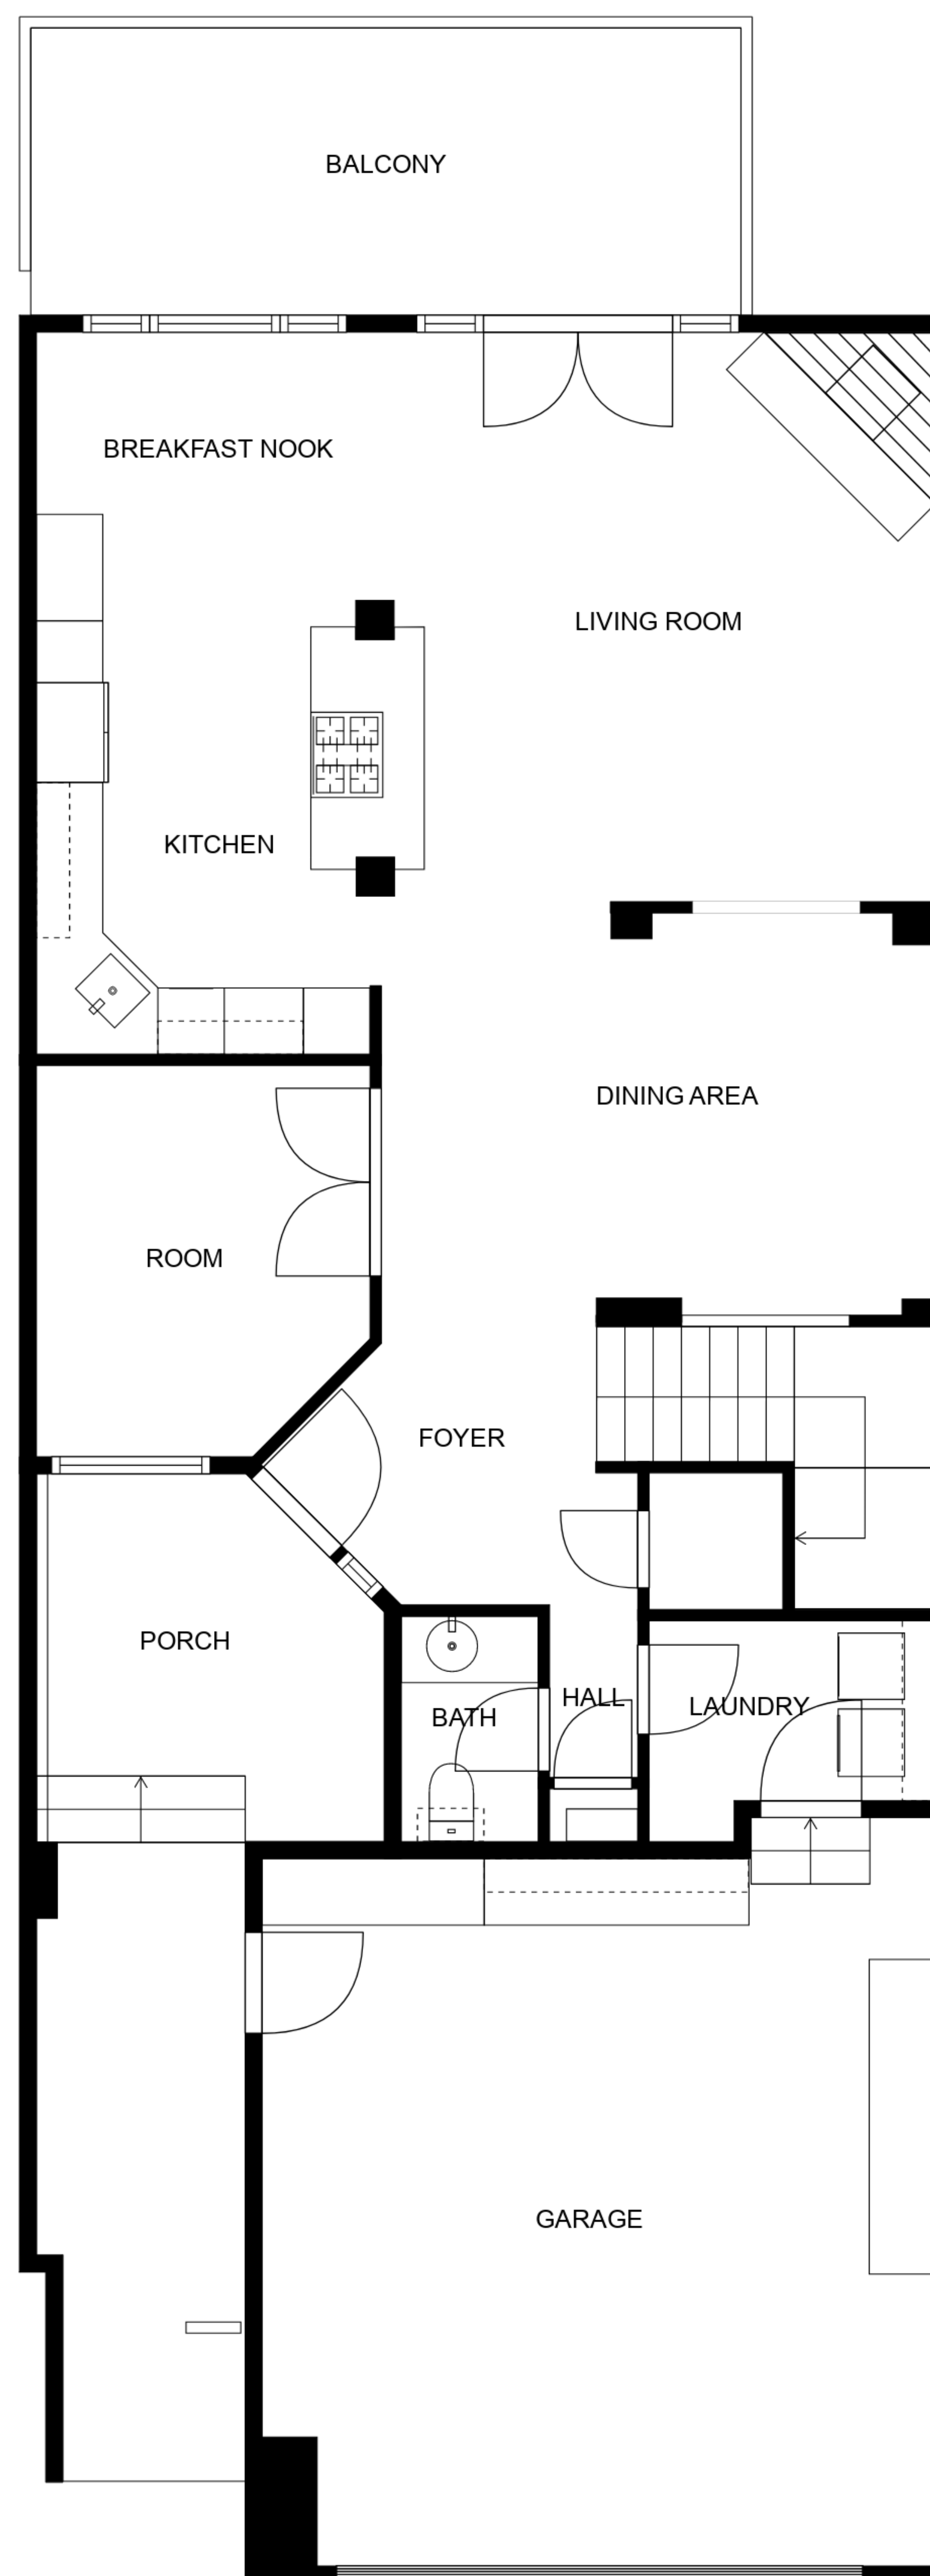 BALCONY
BREAKFAST NOOK
LIVING ROOM
KITCHEN
DINING AREA
ROOM
FOYER
PORCH
HALL
LAUNDRY
BATH
GARAGE